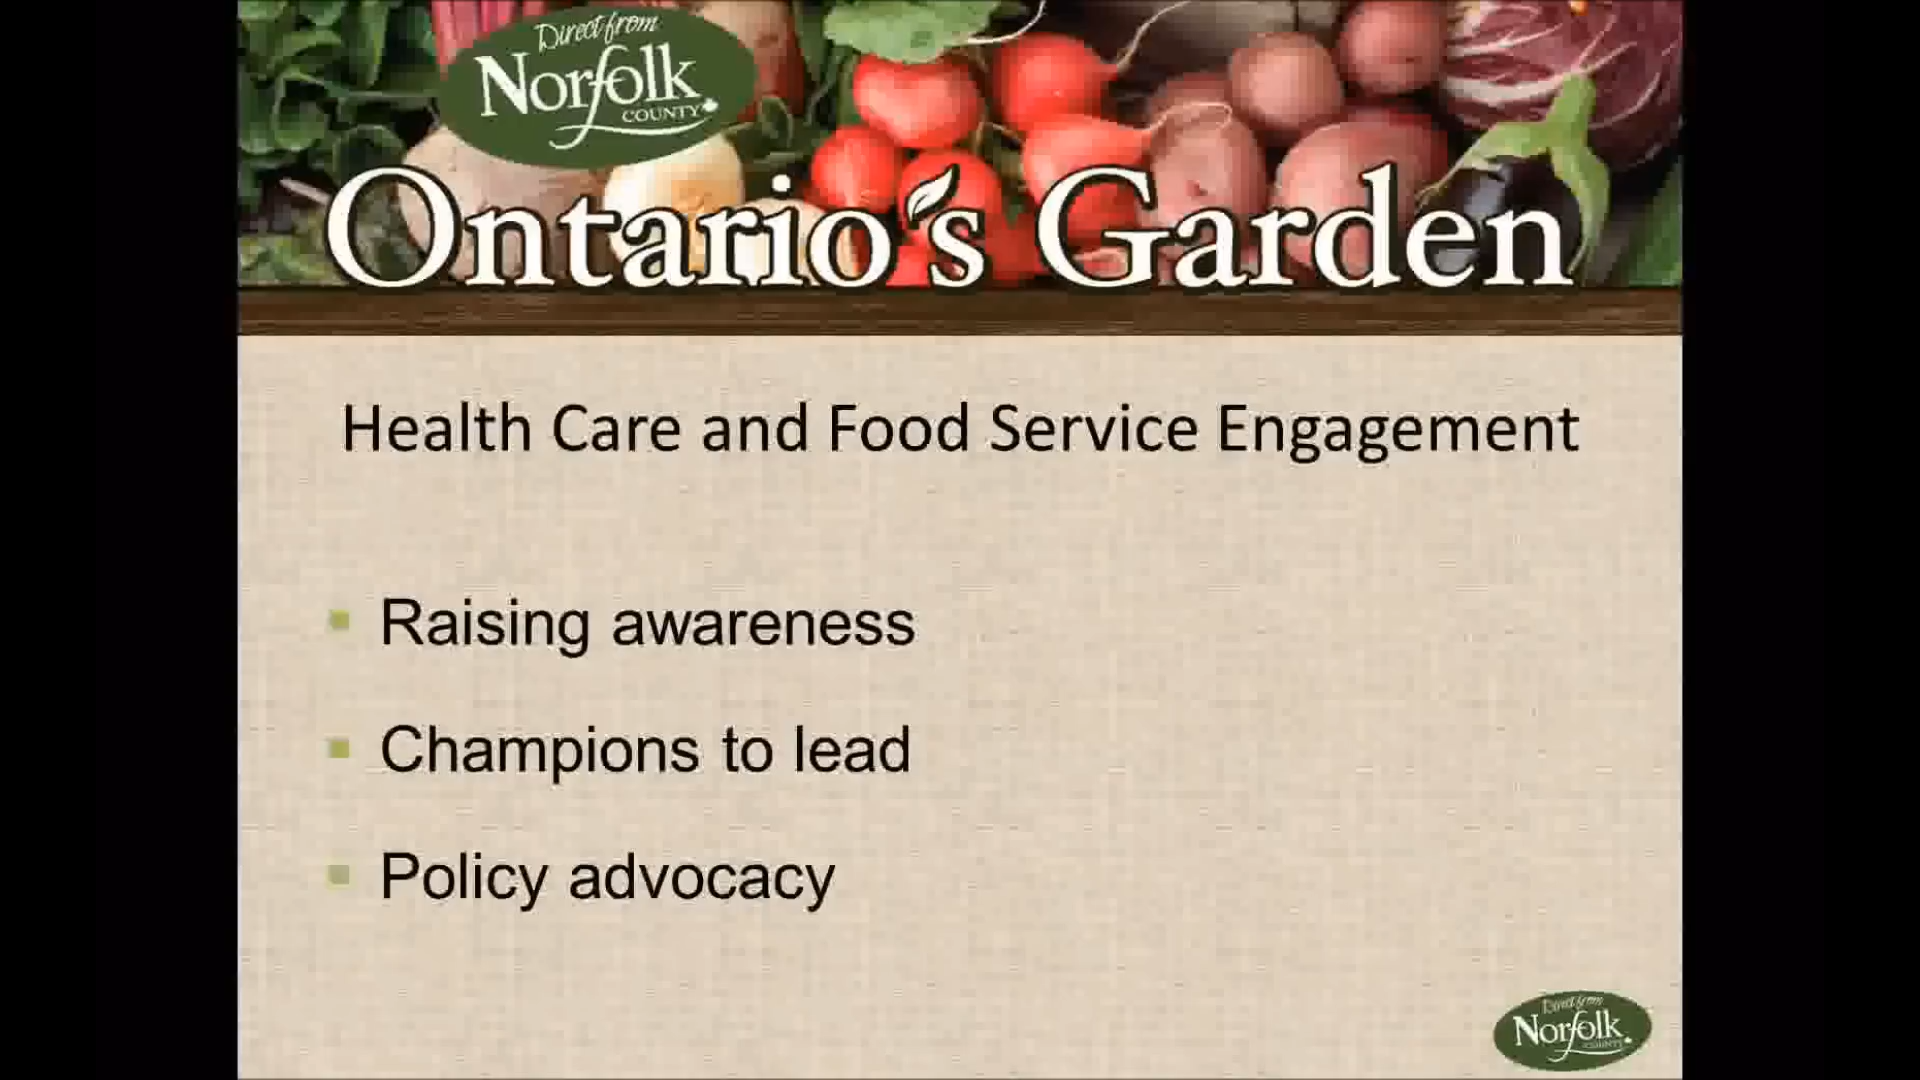 Direct from
Norfolk
COUNTY
Ontario's Garden
Health Care and Food Service Engagement
Raising awareness
Champions to lead
Policy advocacy
Direct from
Norfolk
COUNTY